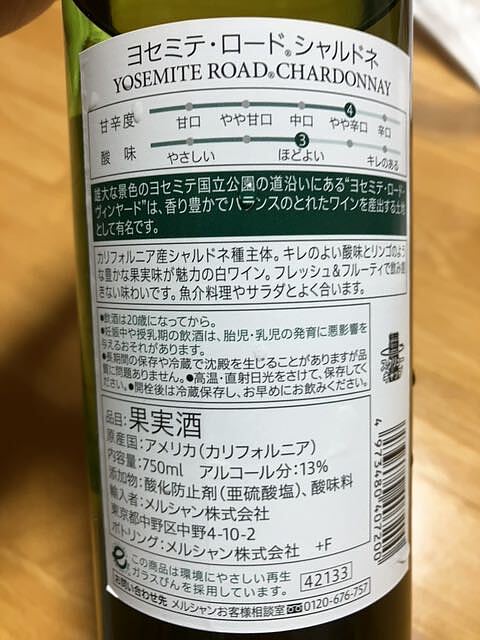 ヨセミテ・ロード®シャルドネ
YOSEMITE ROAD®CHARDONNAY
甘辛度 甘口 やや甘口 中口 4 やや辛口 辛口
酸味 やさしい 3 ほどよい キレのある
雄大な景色のヨセミテ国立公園の道沿いにある“ヨセミテ・ロード・
ヴィンヤード”は、香り豊かでバランスのとれたワインを産出する土地
として有名です。
カリフォルニア産シャルドネ種主体。キレのよい酸味とリンゴのよう
な豊かな果実味が魅力の白ワイン。フレッシュ&フルーティで飲み飽
きない味わいです。魚介料理やサラダとよく合います。
●飲酒は20歳になってから。
●妊娠中や授乳期の飲酒は、胎児・乳児の発育に悪影響を
与えるおそれがあります。
●長期間の保存や冷蔵で沈殿を生じることがありますが品
質に問題ありません。●高温・直射日光をさけて、保存してく
ださい。●開栓後は冷蔵保存し、お早めにお飲みください。
品目:果実酒
原産国:アメリカ(カリフォルニア)
内容量:750ml アルコール分:13%
添加物:酸化防止剤(亜硫酸塩)、酸味料
輸入者:メルシャン株式会社
東京都中野区中野4-10-2
ボトリング:メルシャン株式会社 +F
この商品は環境にやさしい再生
ガラスびんを採用しています。
42133
お問い合わせ先 メルシャンお客様相談室 0120-676-757
4 973480 407200